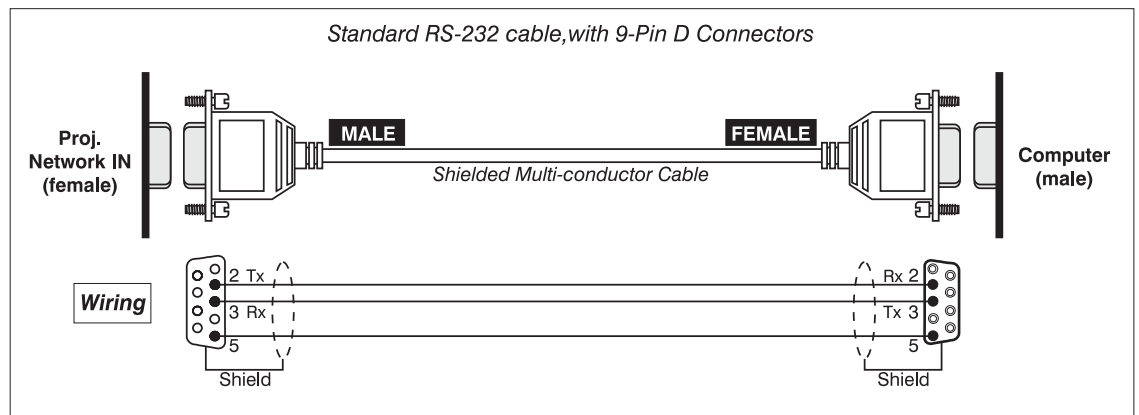 Standard RS-232 cable,with 9-Pin D Connectors
Proj.
Network IN
(female)
MALE
FEMALE
Shielded Multi-conductor Cable
Computer
(male)
Wiring
2 Tx
Rx 2
3 Rx
Tx 3
5
5
Shield
Shield